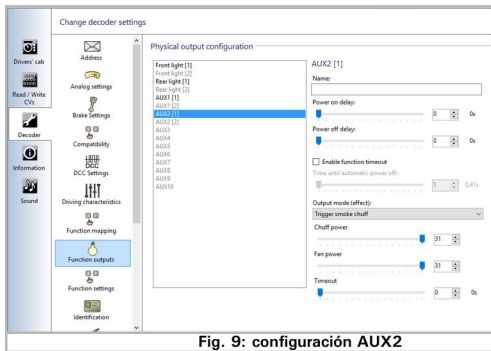 Change decoder settings
Drivers' cab
Read / Write
CVs
Decoder
Information
Sound
Address
Analog settings
Brake Settings
Compatibility
DCC
DCC Settings
Driving characteristics
Function mapping
Function outputs
Function settings
Identification
Physical output configuration
Front light [1]
Front light [2]
Rear light [1]
Rear light [2]
AUX1 [1]
AUX1 [2]
AUX2 [1]
AUX2 [2]
AUX3
AUX4
AUX5
AUX6
AUX7
AUX8
AUX9
AUX10
AUX2 [1]
Name:
Power on delay:
0 0s
Power off delay:
0 0s
Enable function timeout
Time until automatic power off:
1 0,41s
Output mode (effect):
Trigger smoke chuff
Chuff power
31
Fan power
31
Timeout
0 0s
Fig. 9: configuración AUX2